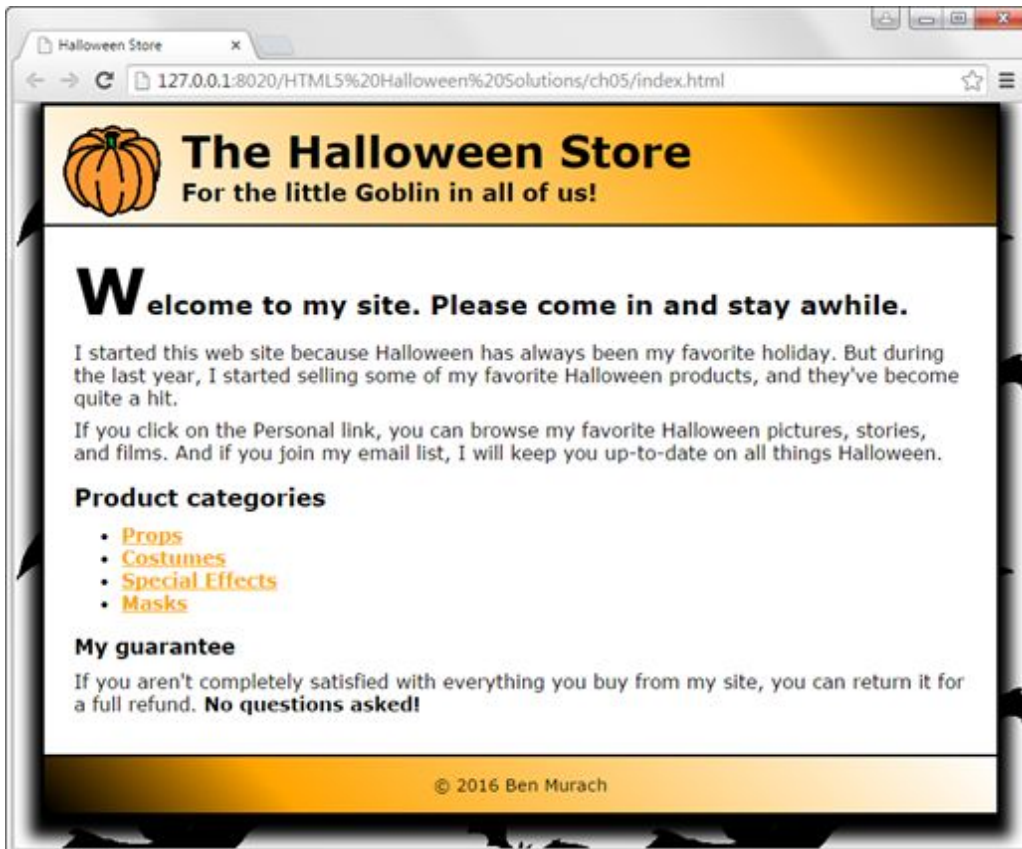 Halloween Store
127.0.0.1:8020/HTML5%20Halloween%20Solutions/ch05/index.html
The Halloween Store
For the little Goblin in all of us!
Welcome to my site. Please come in and stay awhile.
I started this web site because Halloween has always been my favorite holiday. But during
the last year, I started selling some of my favorite Halloween products, and they've become
quite a hit.
If you click on the Personal link, you can browse my favorite Halloween pictures, stories,
and films. And if you join my email list, I will keep you up-to-date on all things Halloween.
Product categories
• Props
• Costumes
• Special Effects
• Masks
My guarantee
If you aren't completely satisfied with everything you buy from my site, you can return it for
a full refund. No questions asked!
© 2016 Ben Murach